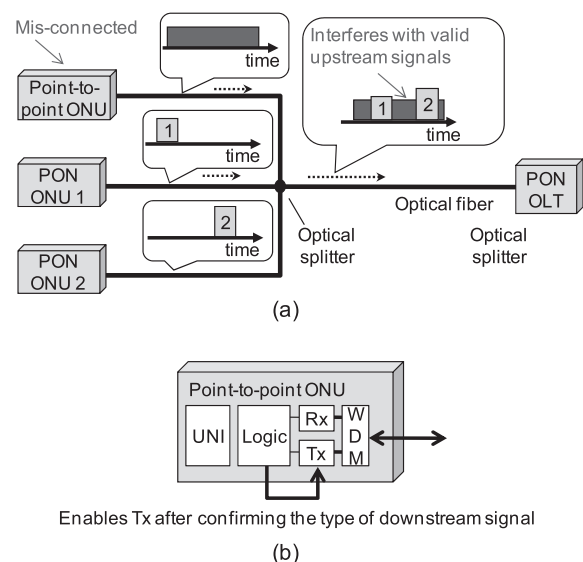 Mis-connected
time
Interferes with valid
upstream signals
Point-to-
point ONU
1
2
time
1
time
PON
ONU 1
PON
OLT
Optical fiber
2
time
Optical
splitter
Optical
splitter
PON
ONU 2
(a)
Point-to-point ONU
UNI
Logic
Rx
Tx
W
D
M
Enables Tx after confirming the type of downstream signal
(b)